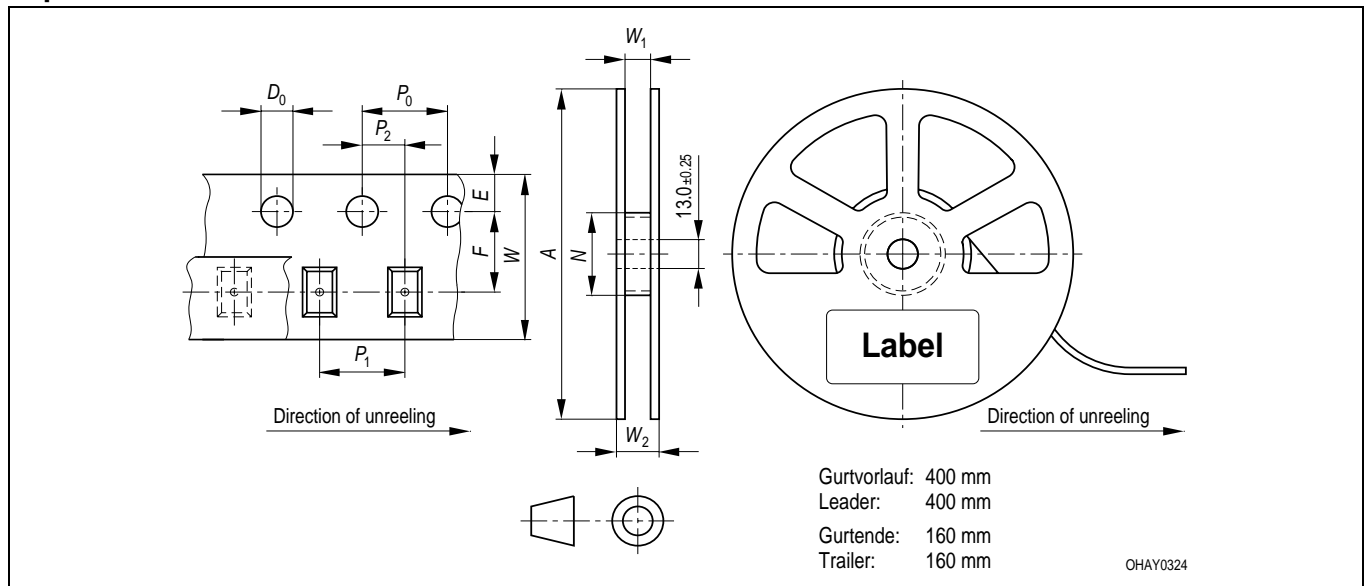 W1
D0
P0
P2
E
F
W
A
N
13.0±0.25
P1
Label
Direction of unreeling
W2
Direction of unreeling
Gurtvorlauf: 400 mm
Leader: 400 mm
Gurtende: 160 mm
Trailer: 160 mm
OHAY0324